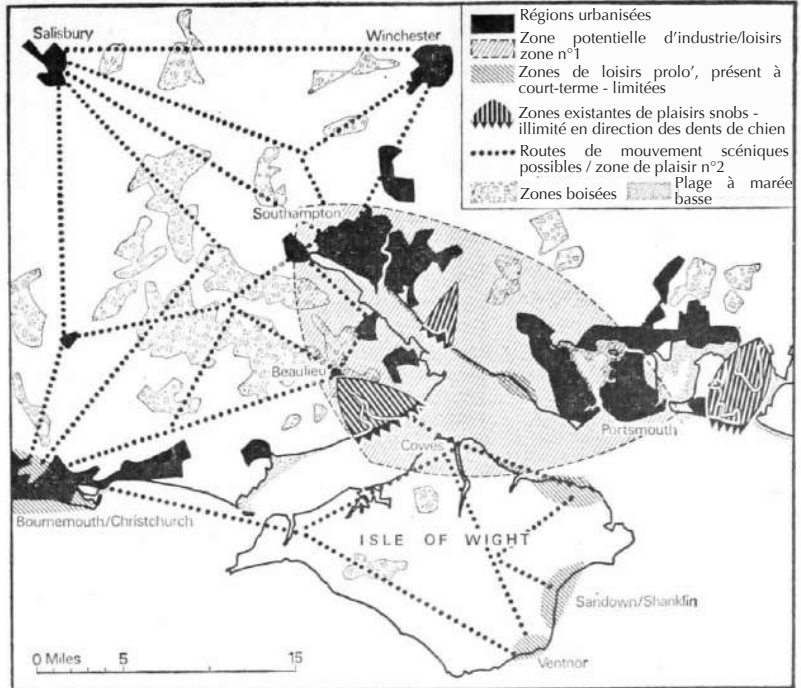 Salisbury
Winchester
Régions urbanisées
Zone potentielle d'industrie/loisirs
zone n°1
Zones de loisirs prolo', présent à
court-terme - limitées
Zones existantes de plaisirs snobs -
illimité en direction des dents de chien
Routes de mouvement scéniques
possibles / zone de plaisir n°2
Zones boisées
Plage à marée
basse
Southampton
Beaulieu
Portsmouth
Cowes
Bournemouth/Christchurch
ISLE OF WIGHT
Sandown/Shanklin
Ventnor
0 Miles 5 15